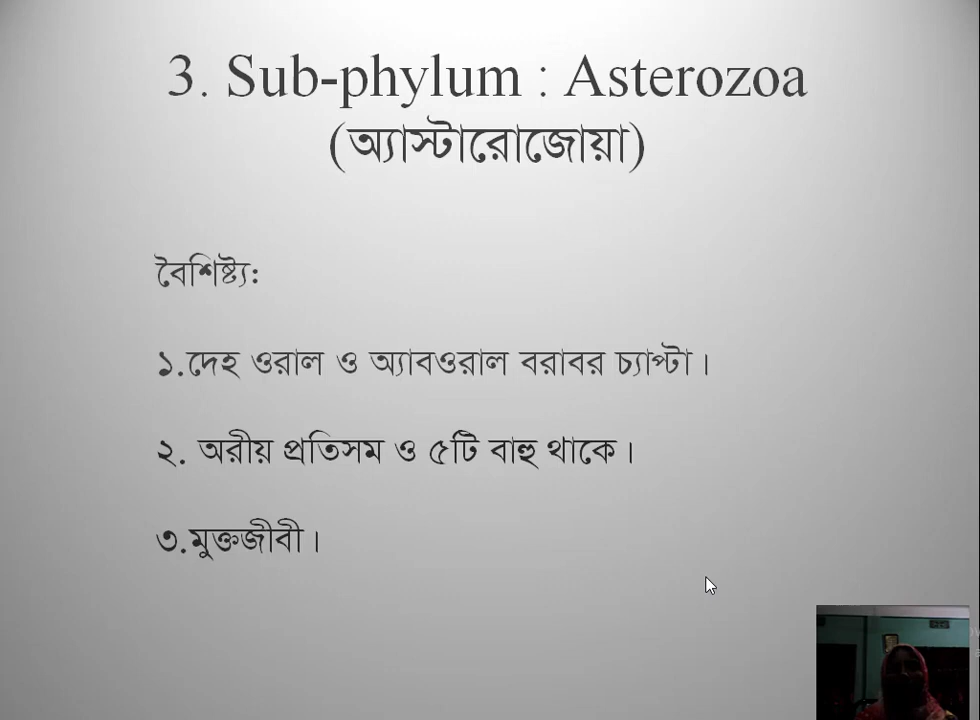 3. Sub-phylum : Asterozoa
(অ্যাস্টারোজোয়া)
বৈশিষ্ট্য:
১.দেহ ওরাল ও অ্যাবওরাল বরাবর চ্যাপ্টা।
২. অরীয় প্রতিসম ও ৫টি বাহু থাকে।
৩.মুক্তজীবী।